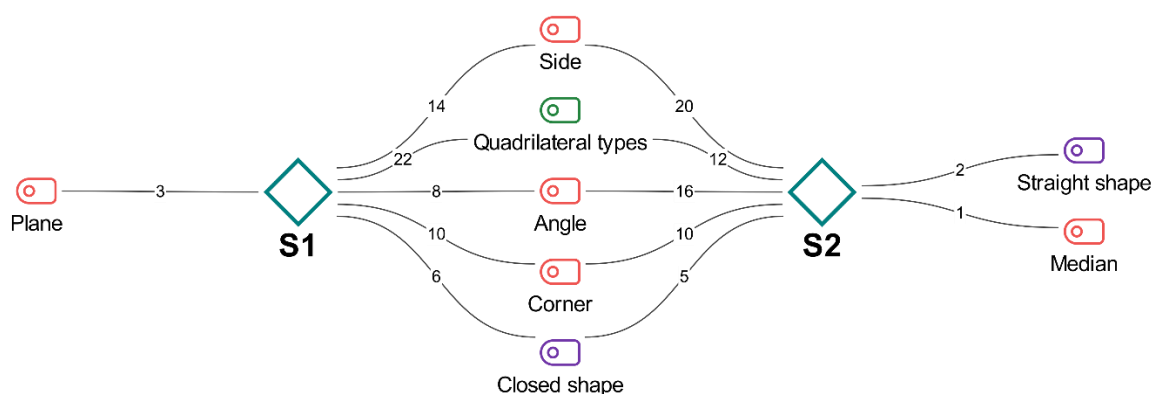 Side
14
20
Quadrilateral types
22
12
Plane
3
S1
8
Angle
16
S2
2
Straight shape
10
Corner
10
1
Median
6
Closed shape
5